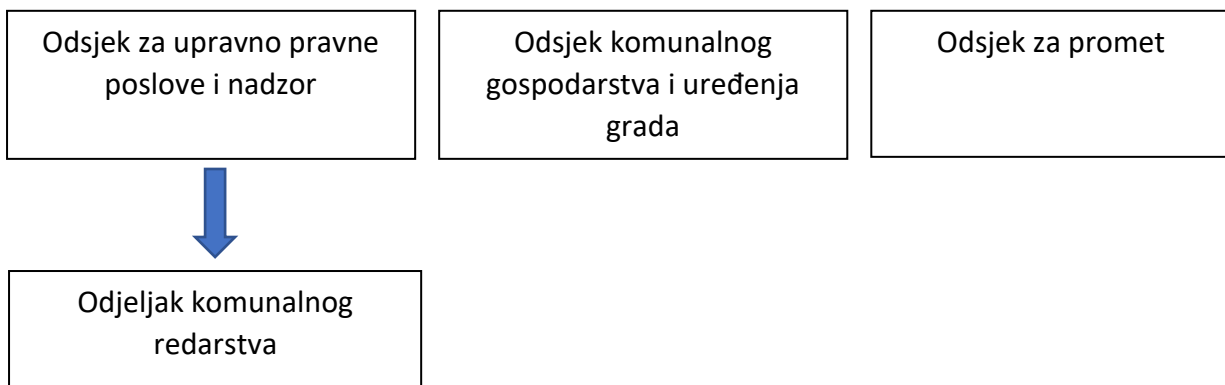 Odsjek za upravno pravne
poslove i nadzor
Odsjek komunalnog
gospodarstva i uređenja
grada
Odsjek za promet
Odjeljak komunalnog
redarstva